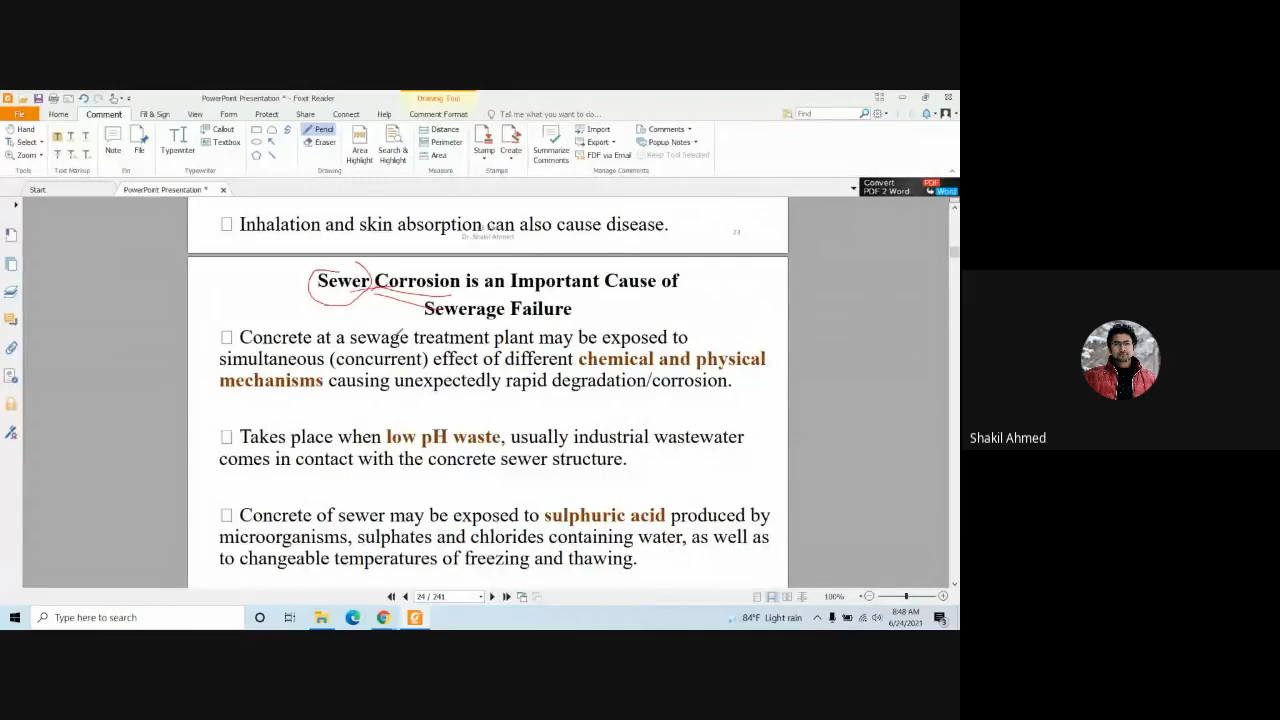 PowerPoint Presentation * - Foxit Reader
Drawing Tool
File Home Comment Fill & Sign View Form Protect Share Connect Help Comment Format Tell me what you want to do... Find
Hand
Select
Zoom
Tools
Text Markup
Note
File
Pin
Typewriter
Callout
Textbox
Typewriter
Pencil
Eraser
Drawing
Area Highlight
Search & Highlight
Distance
Perimeter
Area
Measure
Stamp
Create
Stamps
Summarize Comments
Import
Export
FDF via Email
Comments
Popup Notes
Keep Tool Selected
Manage Comments
Start
PowerPoint Presentation *
Convert PDF
PDF 2 Word Word
Inhalation and skin absorption can also cause disease.
Dr. Shakil Ahmed
23
Sewer Corrosion is an Important Cause of
Sewerage Failure
Concrete at a sewage treatment plant may be exposed to
simultaneous (concurrent) effect of different chemical and physical
mechanisms causing unexpectedly rapid degradation/corrosion.
Takes place when low pH waste, usually industrial wastewater
comes in contact with the concrete sewer structure.
Concrete of sewer may be exposed to sulphuric acid produced by
microorganisms, sulphates and chlorides containing water, as well as
to changeable temperatures of freezing and thawing.
Shakil Ahmed
24 / 241
100%
Type here to search
84°F Light rain
8:48 AM
6/24/2021
3